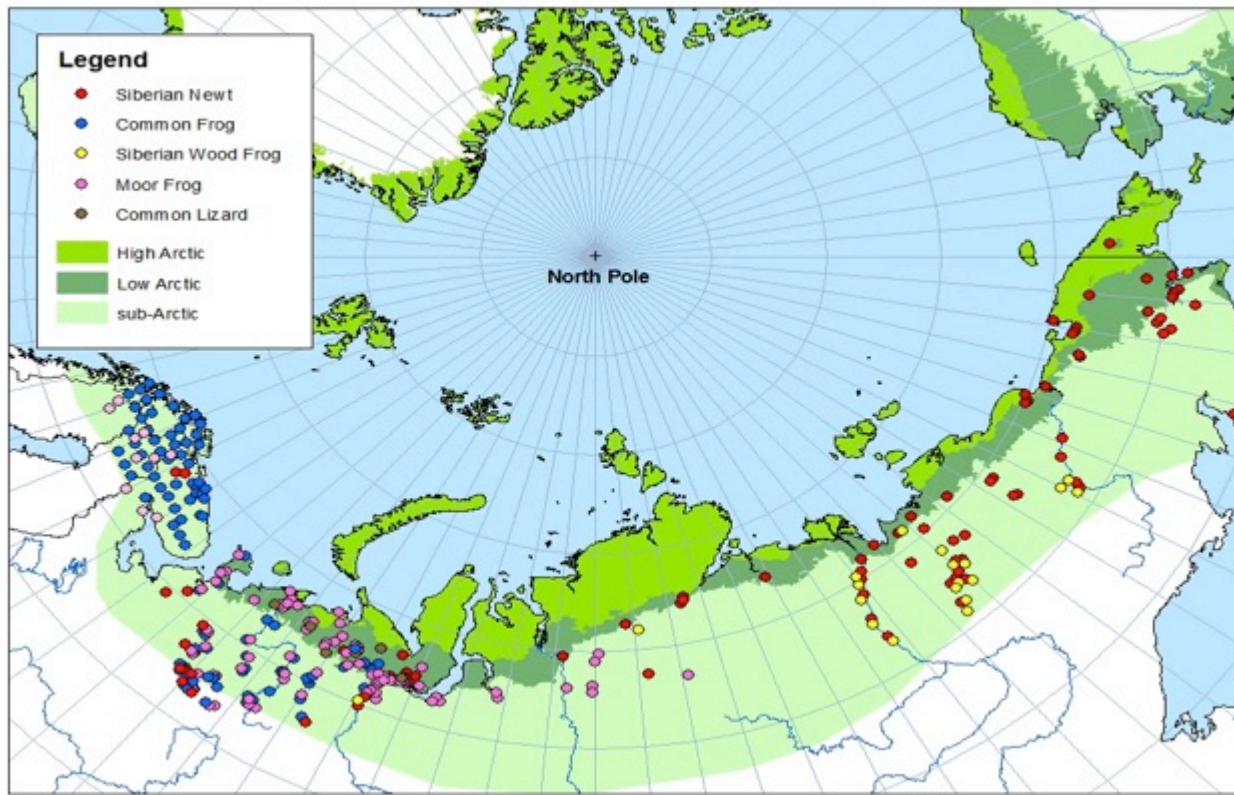 Legend
Siberian Newt
Common Frog
Siberian Wood Frog
Moor Frog
Common Lizard
High Arctic
Low Arctic
sub-Arctic
North Pole